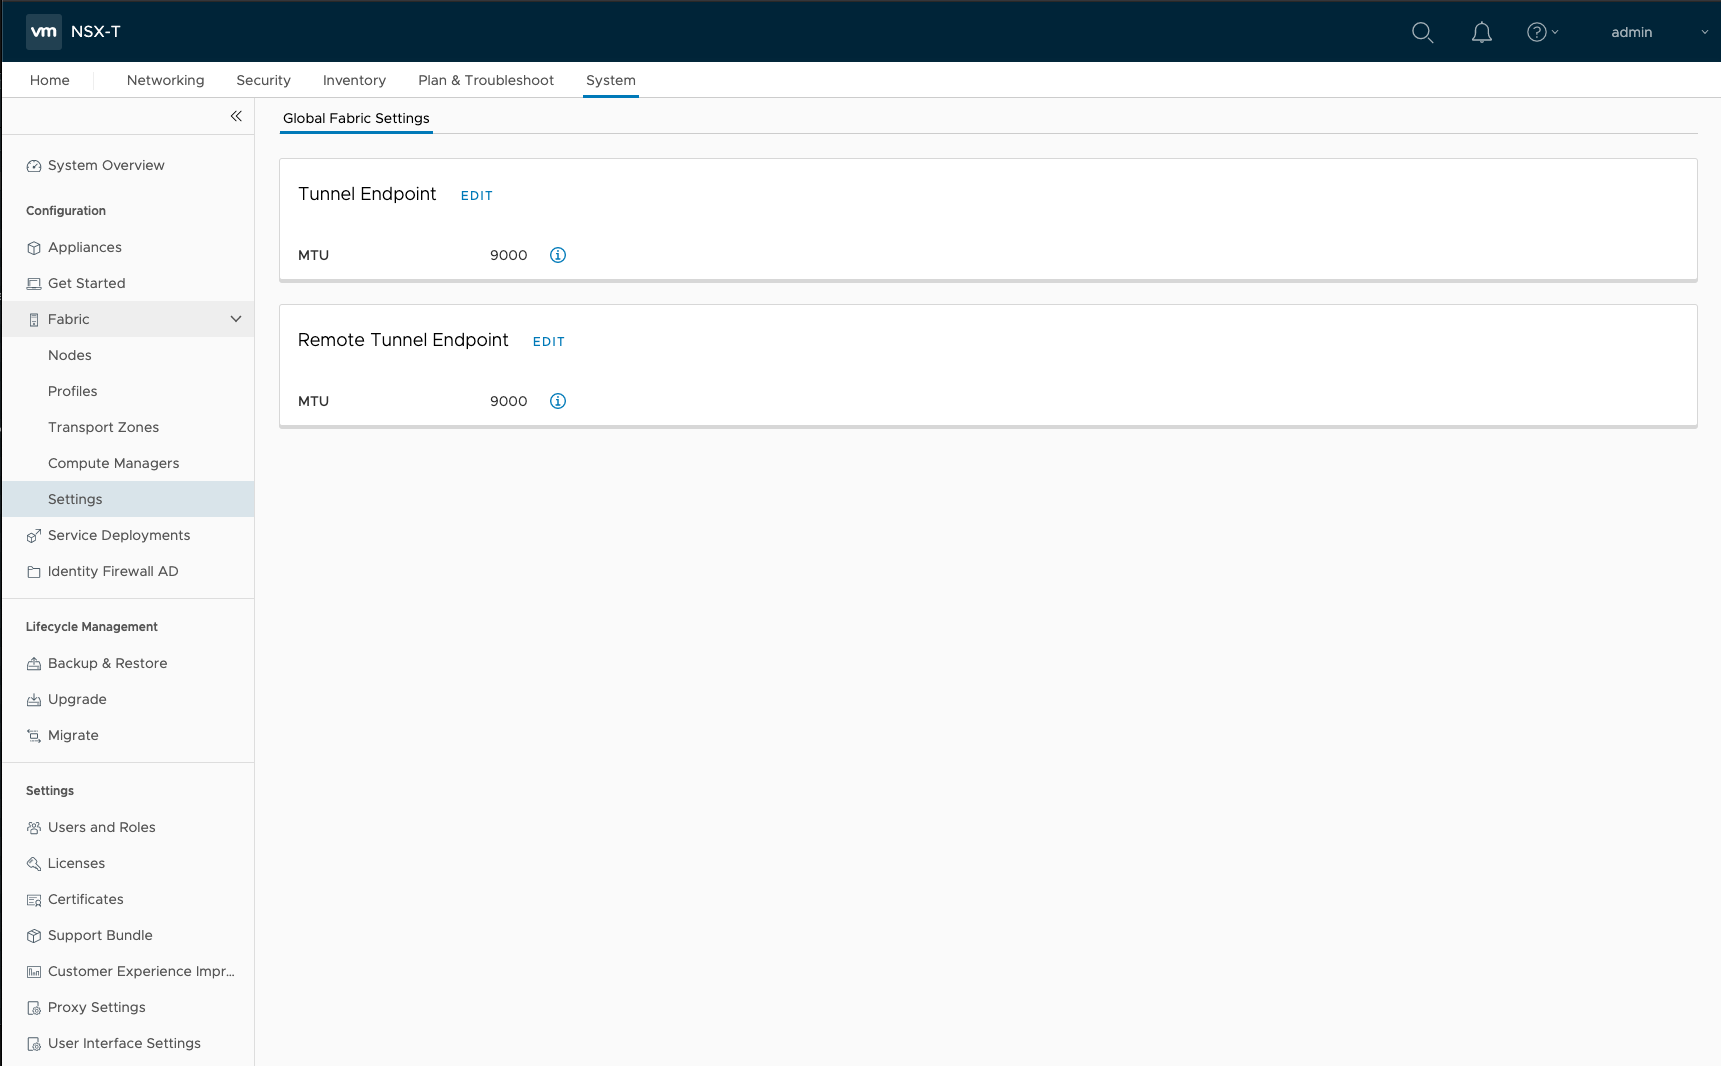 vm NSX-T
admin
Home Networking Security Inventory Plan & Troubleshoot System
System Overview
Configuration
Appliances
Get Started
Fabric
Nodes
Profiles
Transport Zones
Compute Managers
Settings
Service Deployments
Identity Firewall AD
Lifecycle Management
Backup & Restore
Upgrade
Migrate
Settings
Users and Roles
Licenses
Certificates
Support Bundle
Customer Experience Impr...
Proxy Settings
User Interface Settings
Global Fabric Settings
Tunnel Endpoint EDIT
MTU 9000
Remote Tunnel Endpoint EDIT
MTU 9000